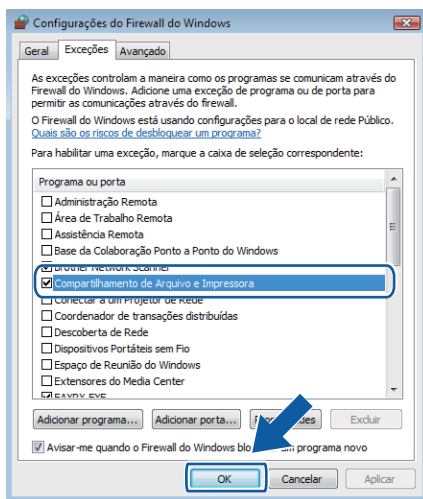 Configurações do Firewall do Windows
Geral Exceções Avançado
As exceções controlam a maneira como os programas se comunicam através do
Firewall do Windows. Adicione uma exceção de programa ou de porta para
permitir as comunicações através do firewall.
O Firewall do Windows está usando configurações para o local de rede Público.
Quais são os riscos de desbloquear um programa?
Para habilitar uma exceção, marque a caixa de seleção correspondente:
Programa ou porta
Administração Remota
Área de Trabalho Remota
Assistência Remota
Base da Colaboração Ponto a Ponto do Windows
Brother Network Scanner
Compartilhamento de Arquivo e Impressora
Conectar a um Projetor de Rede
Coordenador de transações distribuídas
Descoberta de Rede
Dispositivos Portáteis sem Fio
Espaço de Reunião do Windows
Extensores do Media Center
FAXRX.EXE
Adicionar programa... Adicionar porta... Excluir
Avisar-me quando o Firewall do Windows programa novo
OK Cancelar Aplicar